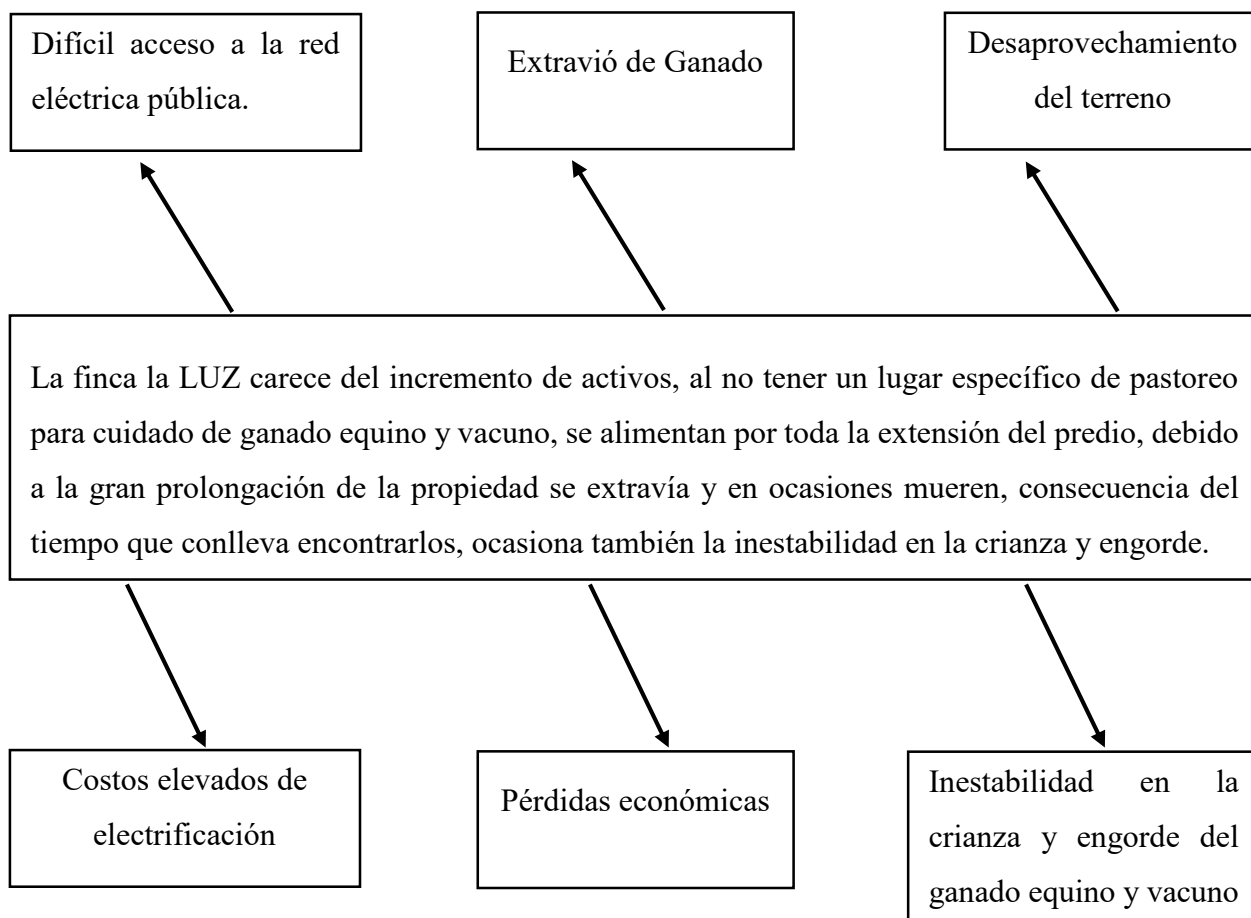 Difícil acceso a la red
eléctrica pública.
Extravió de Ganado
Desaprovechamiento
del terreno
La finca la LUZ carece del incremento de activos, al no tener un lugar específico de pastoreo
para cuidado de ganado equino y vacuno, se alimentan por toda la extensión del predio, debido
a la gran prolongación de la propiedad se extravía y en ocasiones mueren, consecuencia del
tiempo que conlleva encontrarlos, ocasiona también la inestabilidad en la crianza y engorde.
Costos elevados de
electrificación
Pérdidas económicas
Inestabilidad en la
crianza y engorde del
ganado equino y vacuno